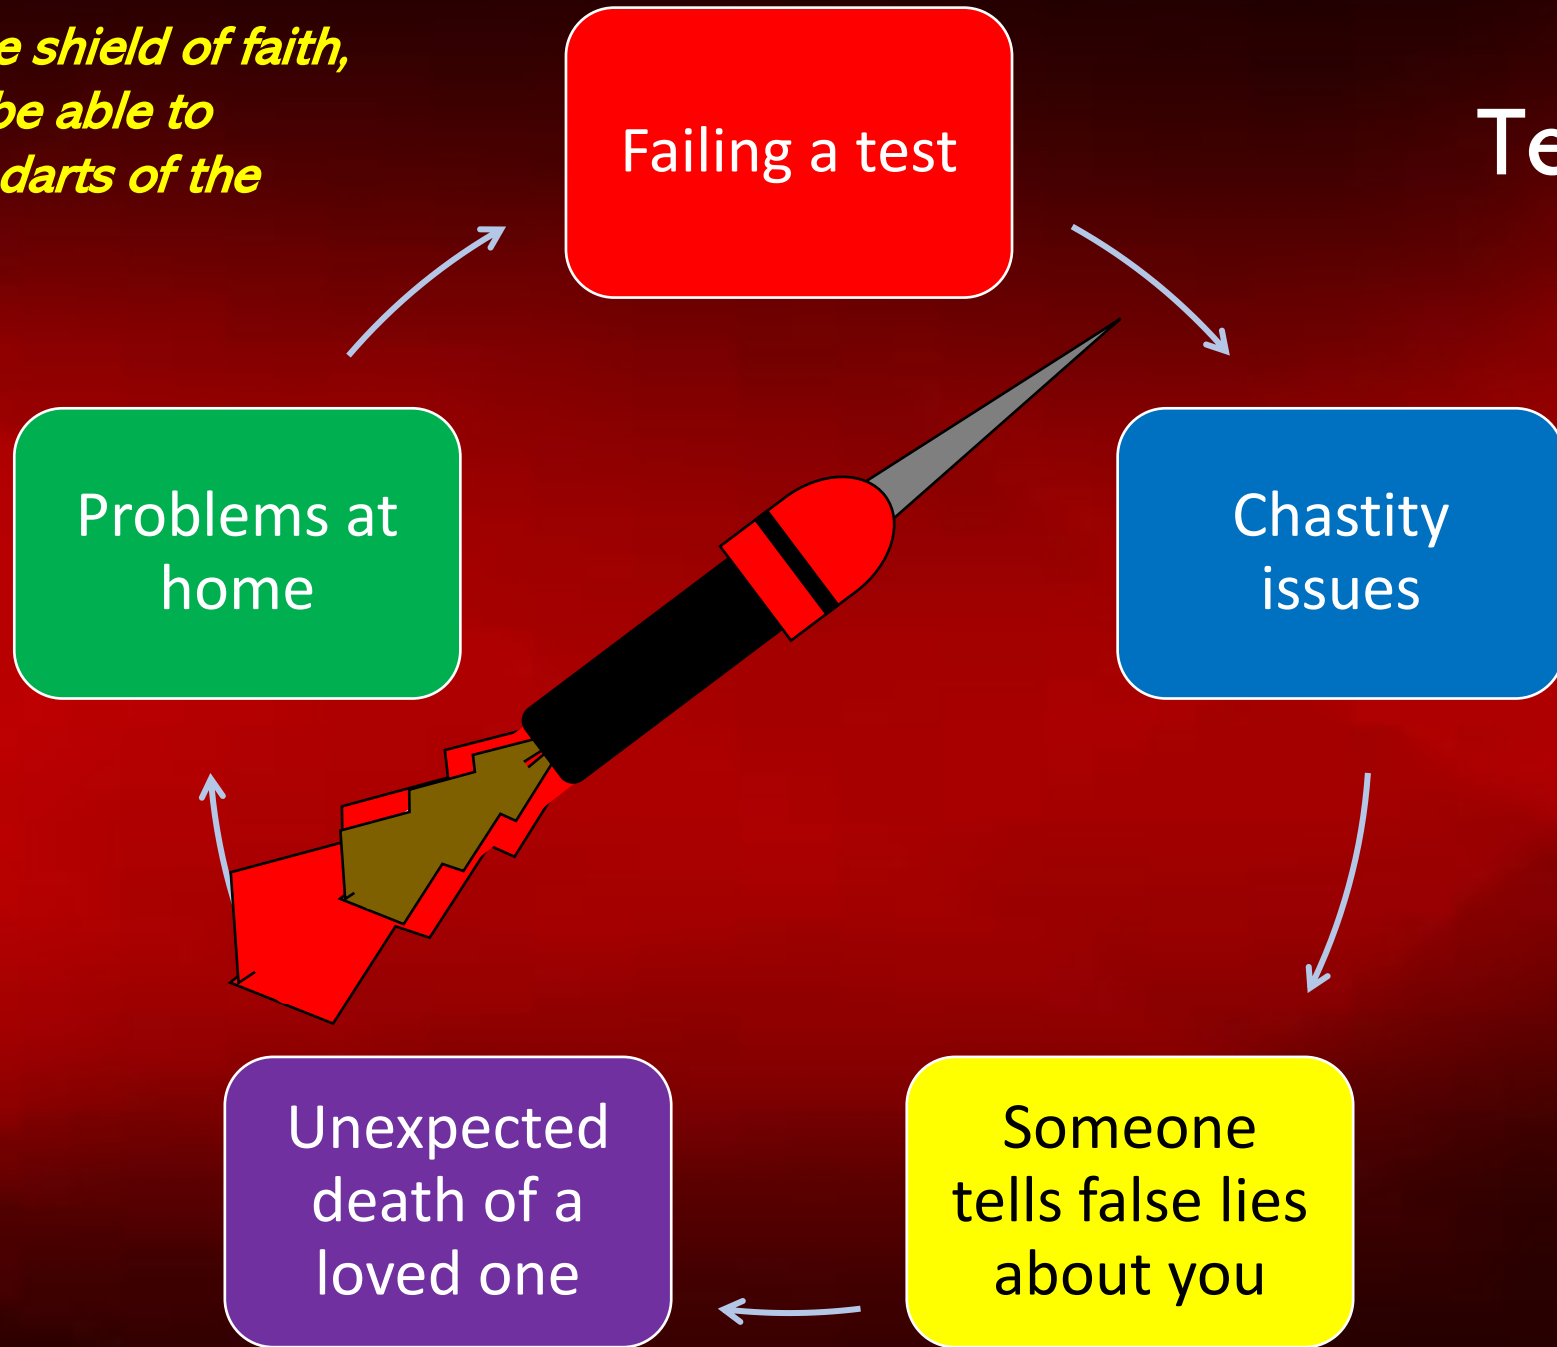 e shield of faith,
be able to
darts of the
Failing a test
Te
Problems at
home
Chastity
issues
Unexpected
death of a
loved one
Someone
tells false lies
about you